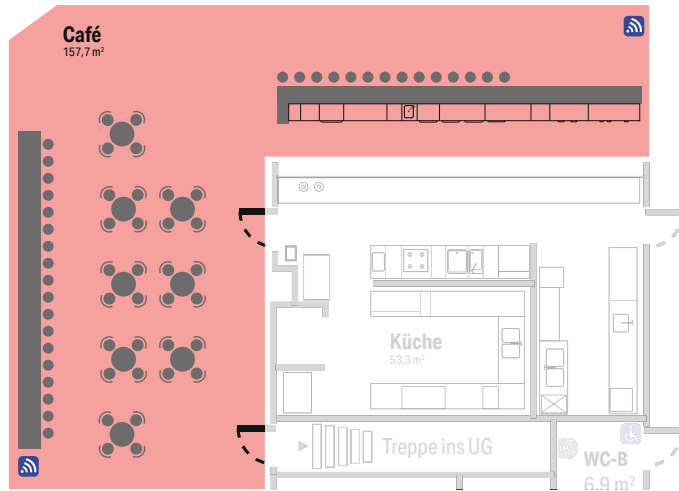 Café
157,7 m²
Küche
53,3 m²
Treppe ins UG
WC-B
6,9 m²